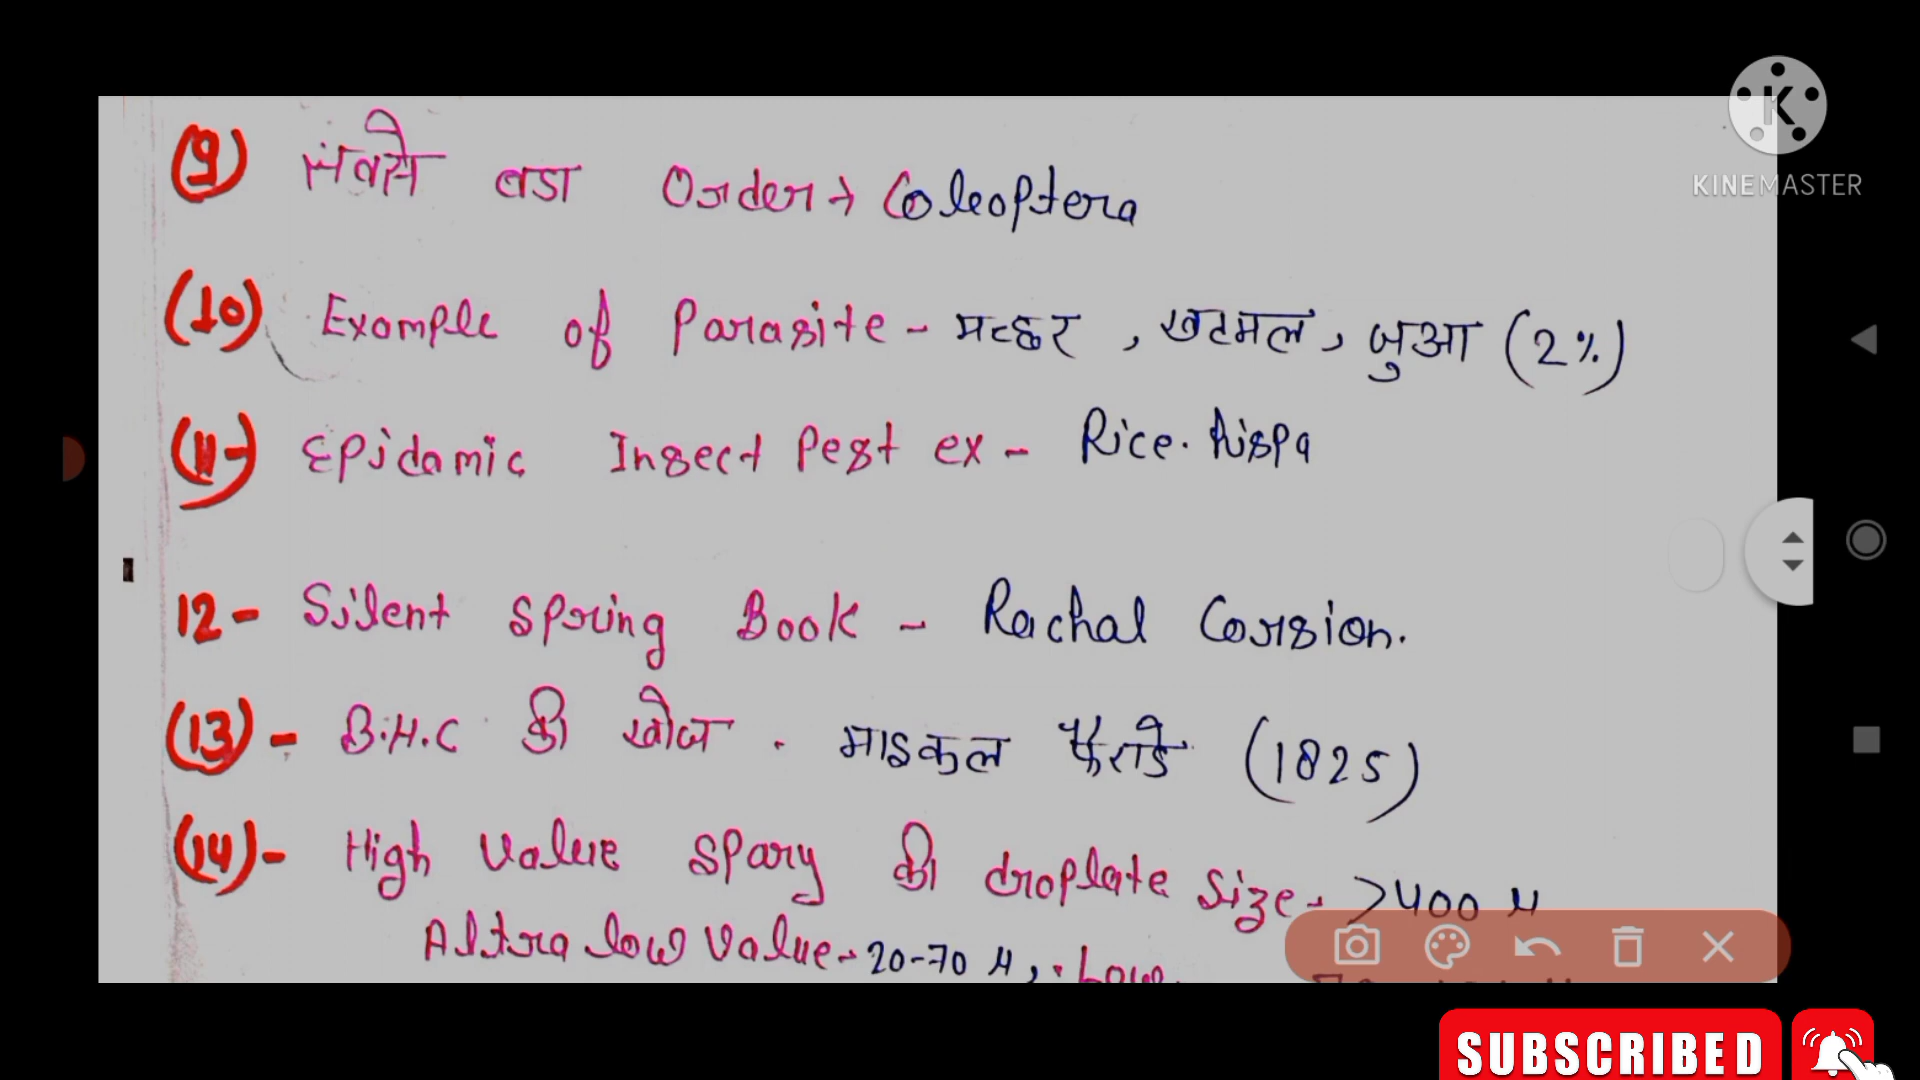 (9) सबसे बडा Order → Coleoptera
KINEMASTER
(10) Example of Parasite - मच्छर , खटमल, जुआ (2%)
(11-) Epidamic Insect Pest ex - Rice. hispa
12- Silent Spring Book - Rachal Corsion.
(13) - B.H.C की खोज . माइकल फैराडे (1825)
(14)- High Value Spary की droplate Size - >400 μ
Altra low Value - 20-70 μ, . Low
SUBSCRIBED